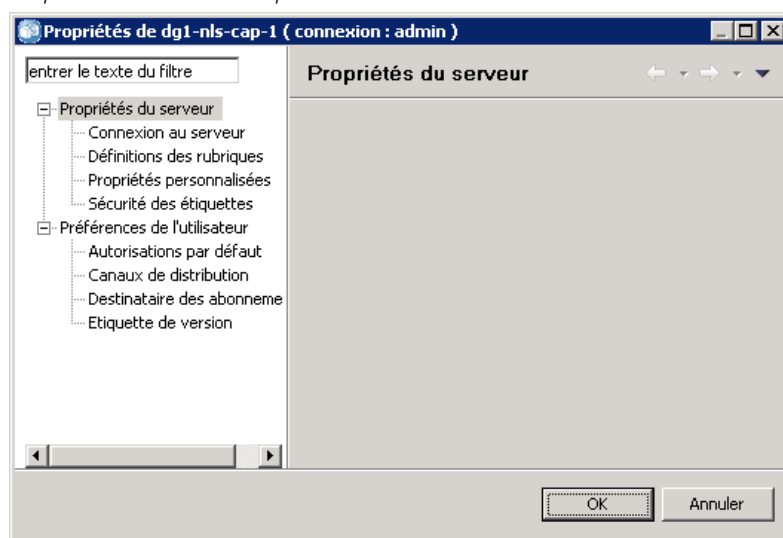 Propriétés de dg1-nls-cap-1 ( connexion : admin )
entrer le texte du filtre
Propriétés du serveur
Propriétés du serveur
Connexion au serveur
Définitions des rubriques
Propriétés personnalisées
Sécurité des étiquettes
Préférences de l'utilisateur
Autorisations par défaut
Canaux de distribution
Destinataire des abonneme
Etiquette de version
OK
Annuler